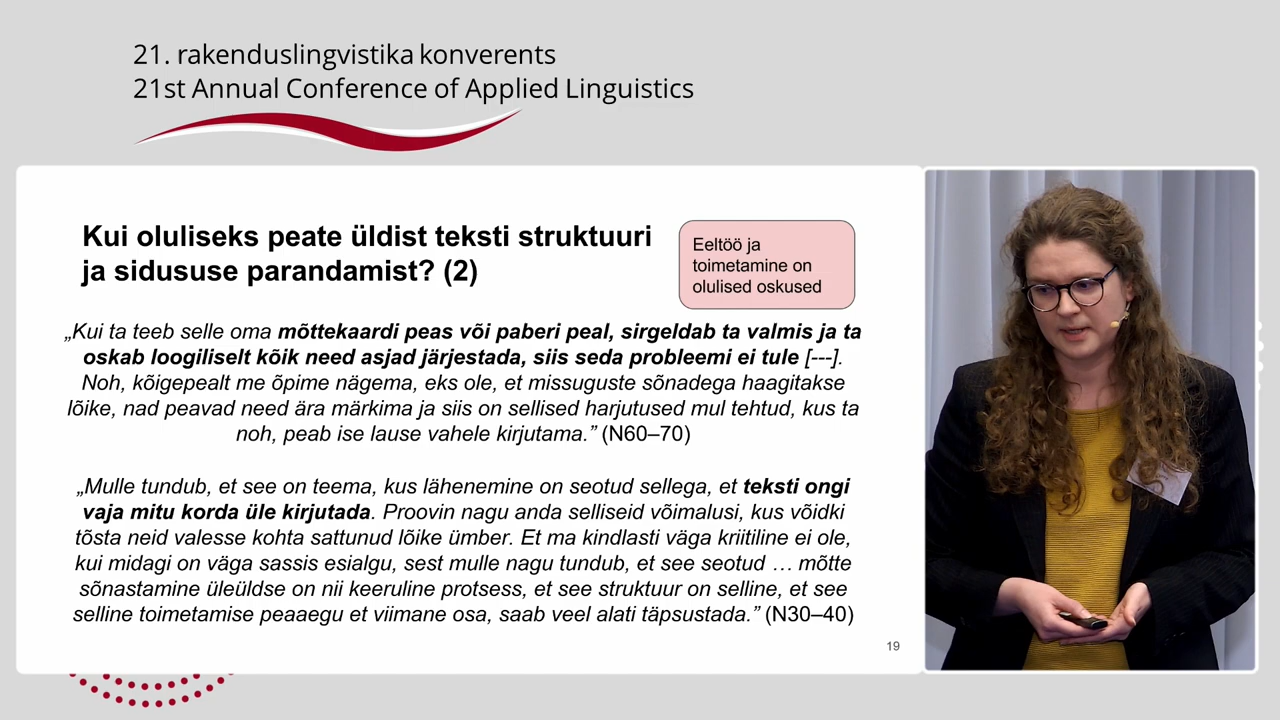 21. rakenduslingvistika konverents
21st Annual Conference of Applied Linguistics
Kui oluliseks peate üldist teksti struktuuri
ja sidususe parandamist? (2)
Eeltöö ja
toimetamine on
olulised oskused
„Kui ta teeb selle oma mõttekaardi peas või paberi peal, sirgeldab ta valmis ja ta
oskab loogiliselt kõik need asjad järjestada, siis seda probleemi ei tule [---].
Noh, kõigepealt me õpime nägema, eks ole, et missuguste sõnadega haagitakse
lõike, nad peavad need ära märkima ja siis on sellised harjutused mul tehtud, kus ta
noh, peab ise lause vahele kirjutama.” (N60–70)
„Mulle tundub, et see on teema, kus lähenemine on seotud sellega, et teksti ongi
vaja mitu korda üle kirjutada. Proovin nagu anda selliseid võimalusi, kus võidki
tõsta neid valesse kohta sattunud lõike ümber. Et ma kindlasti väga kriitiline ei ole,
kui midagi on väga sassis esialgu, sest mulle nagu tundub, et see seotud … mõtte
sõnastamine üleüldse on nii keeruline protsess, et see struktuur on selline, et see
selline toimetamise peaaegu et viimane osa, saab veel alati täpsustada.” (N30–40)
19